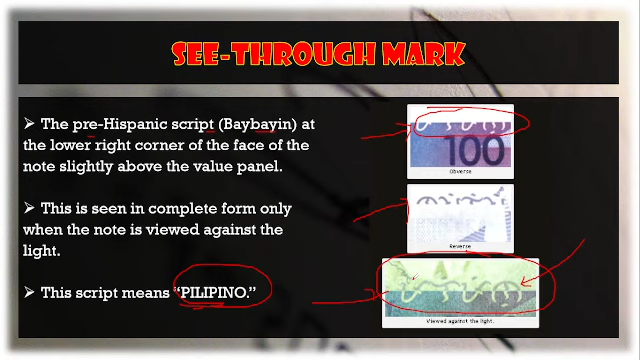 SEE-THROUGH MARK
➢ The pre-Hispanic script (Baybayin) at
the lower right corner of the face of the
note slightly above the value panel.
➢ This is seen in complete form only
when the note is viewed against the
light.
➢ This script means “PILIPINO.”
100
Obverse
Reverse
Viewed against the light.